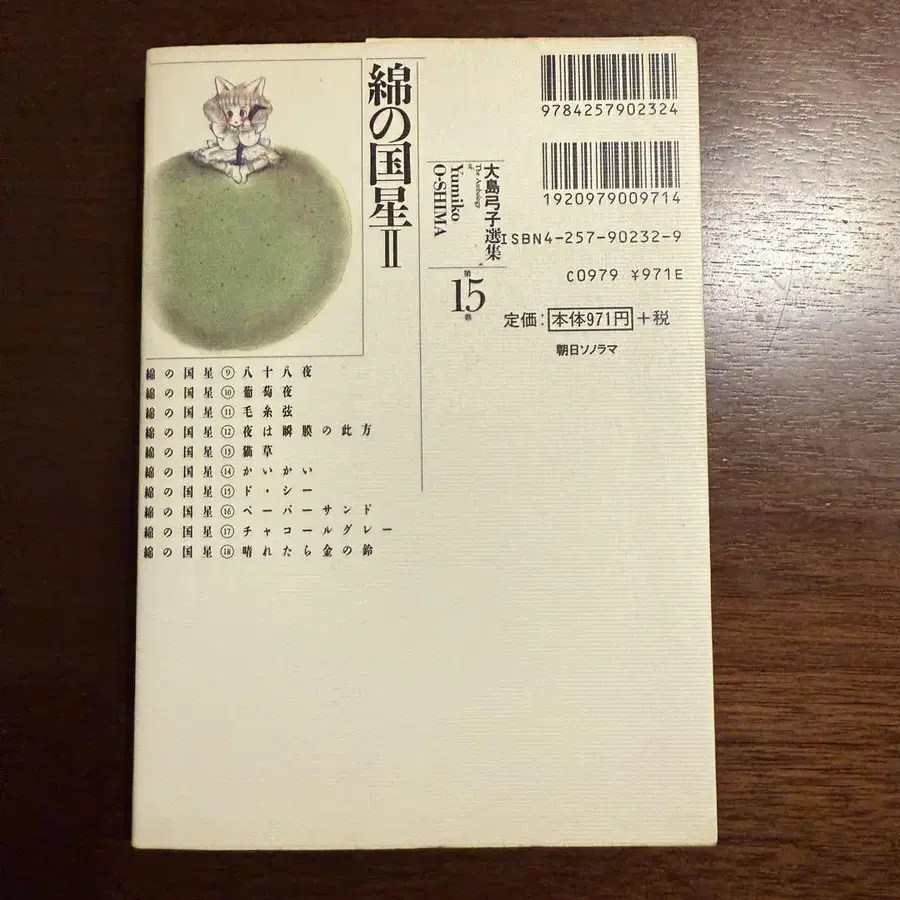 綿の国星II
大島弓子選集
The Anthology
of
Yumiko
O-SHIMA
第
15
巻
9784257902324
1920979009714
ISBN4-257-90232-9
C0979 ¥971E
定価:本体971円+税
朝日ソノラマ
綿の国星⑨八十八夜
綿の国星⑩葡萄夜
綿の国星⑪毛糸弦
綿の国星⑫夜は瞬膜の此方
綿の国星⑬猫草
綿の国星⑭かいかい
綿の国星⑮ド・シー
綿の国星⑯ペーパーサンド
綿の国星⑰チャコールグレー
綿の国星⑱晴れたら金の鈴